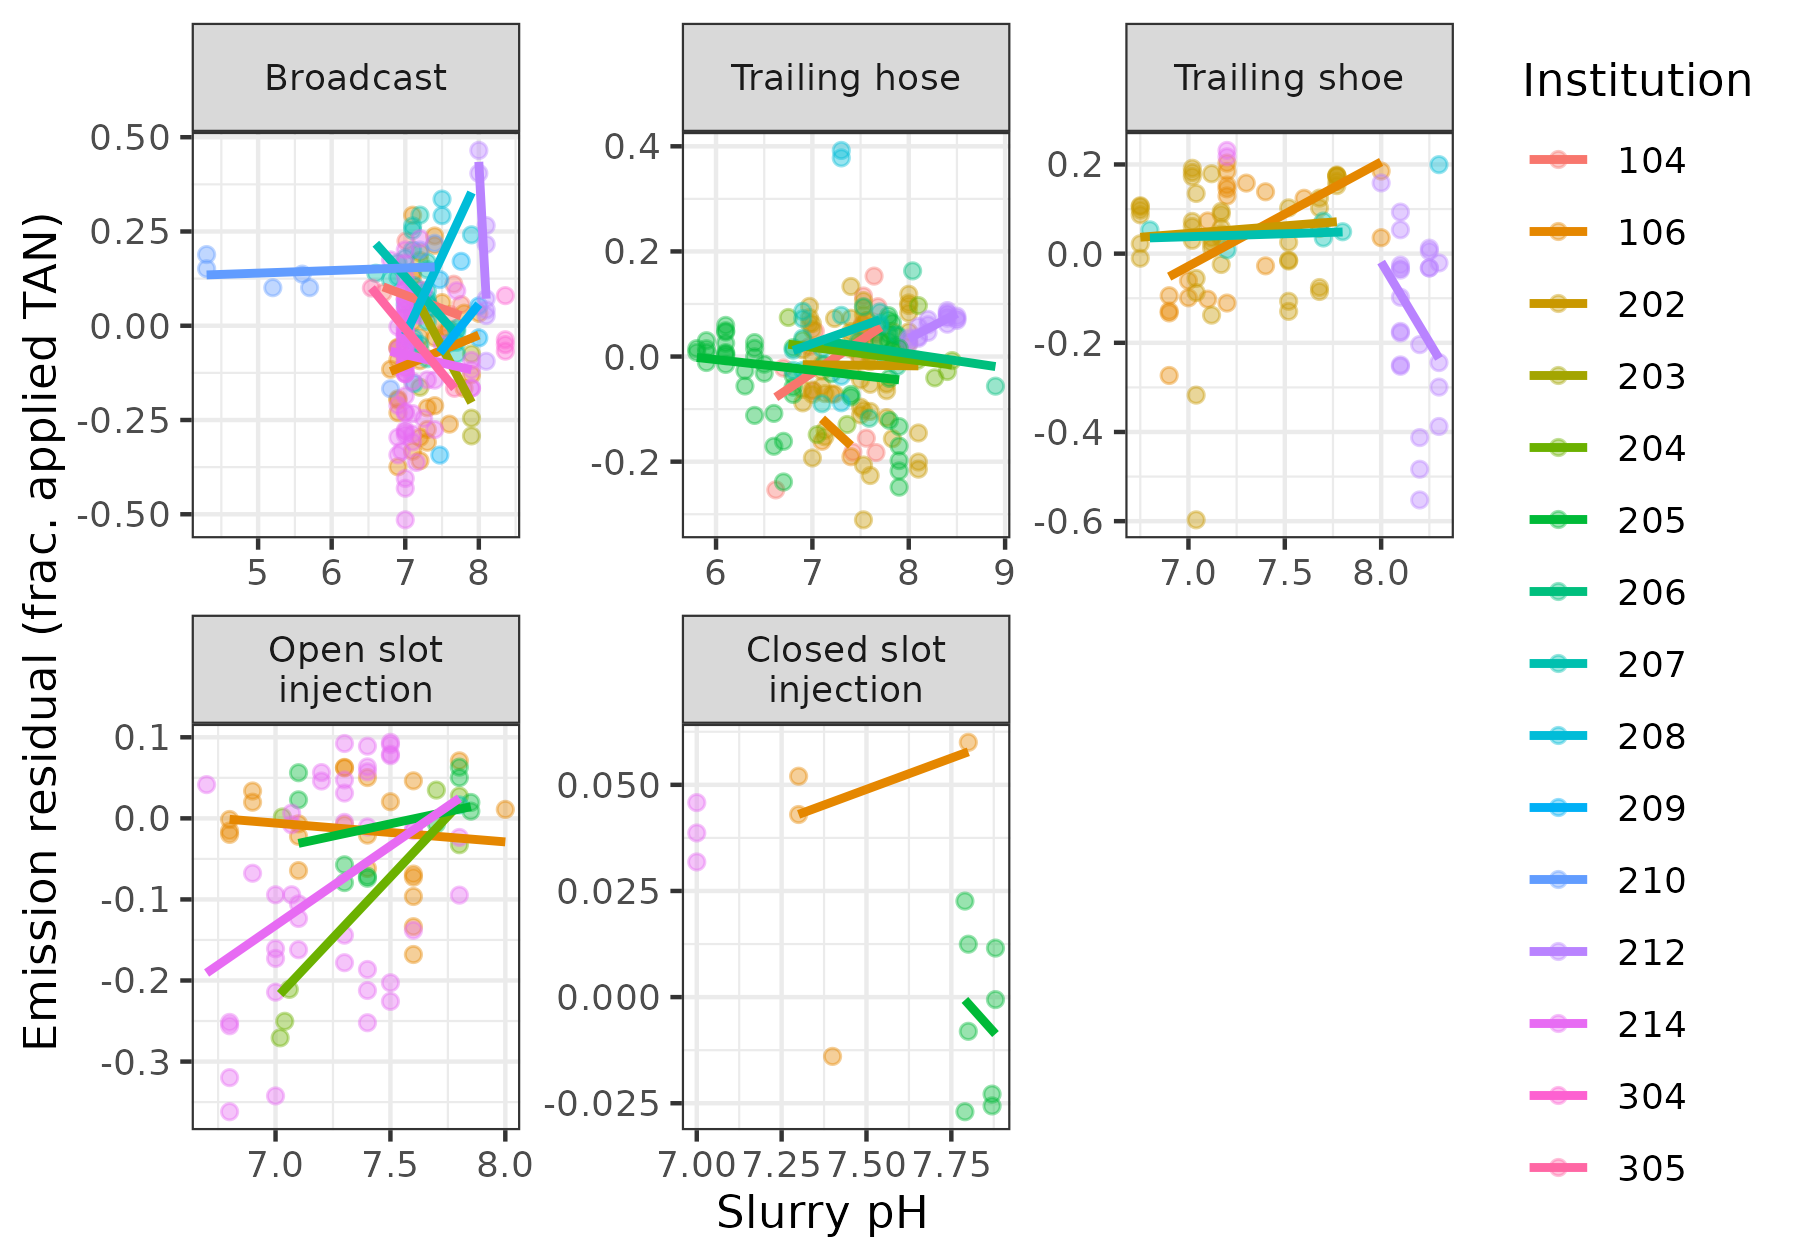 Broadcast
Trailing hose
Trailing shoe
Institution
0.50
0.25
0.00
-0.25
-0.50
5 6 7 8
0.4
0.2
0.0
-0.2
6 7 8 9
0.2
0.0
-0.2
-0.4
-0.6
7.0 7.5 8.0
Open slot
injection
Closed slot
injection
0.1
0.0
-0.1
-0.2
-0.3
7.0 7.5 8.0
0.050
0.025
0.000
-0.025
7.00 7.25 7.50 7.75
Slurry pH
Emission residual (frac. applied TAN)
104
106
202
203
204
205
206
207
208
209
210
212
214
304
305